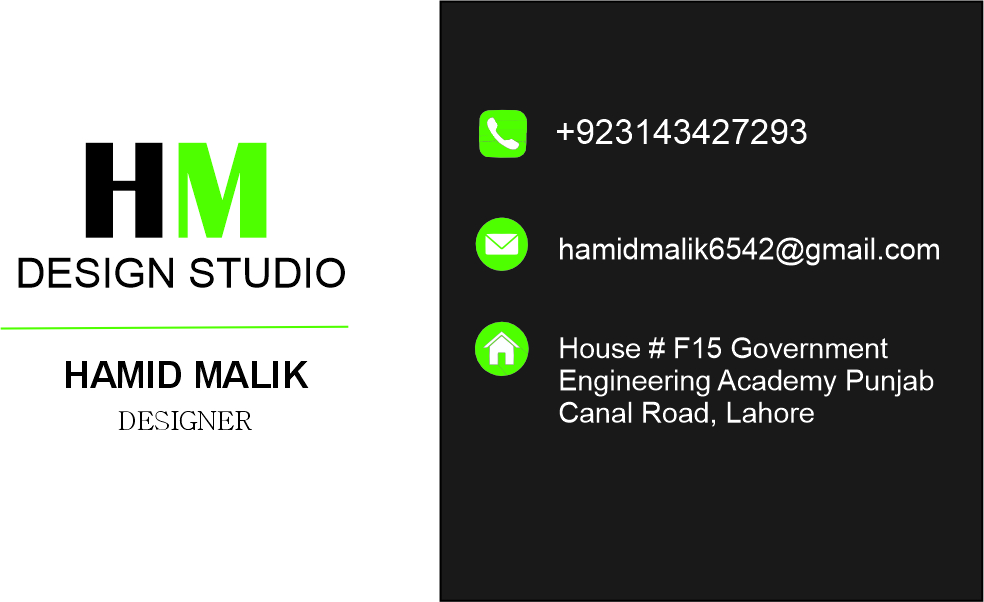 HM
DESIGN STUDIO
HAMID MALIK
DESIGNER
+923143427293
hamidmalik6542@gmail.com
House # F15 Government
Engineering Academy Punjab
Canal Road, Lahore